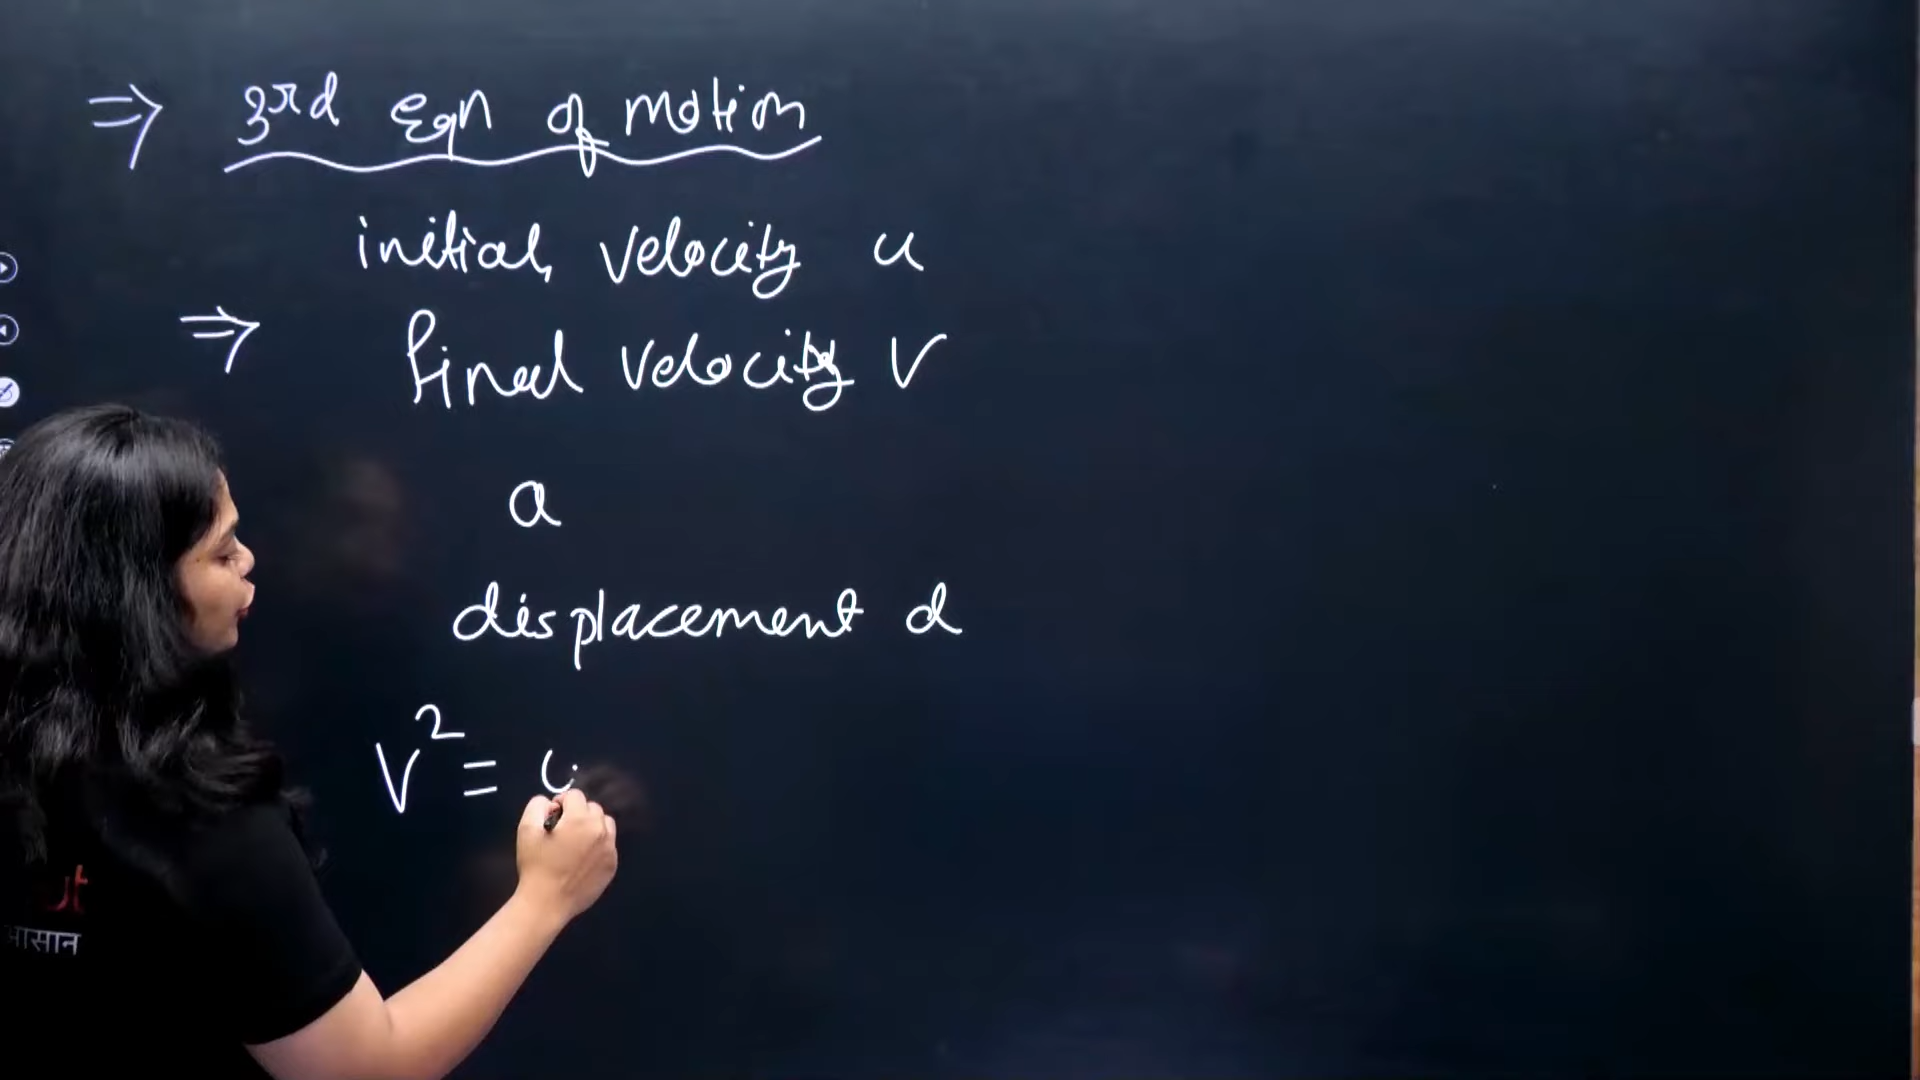 ⇒ 3rd eqn of motion
initial velocity u
⇒ final velocity v
a
displacement d
v² = u
आसान